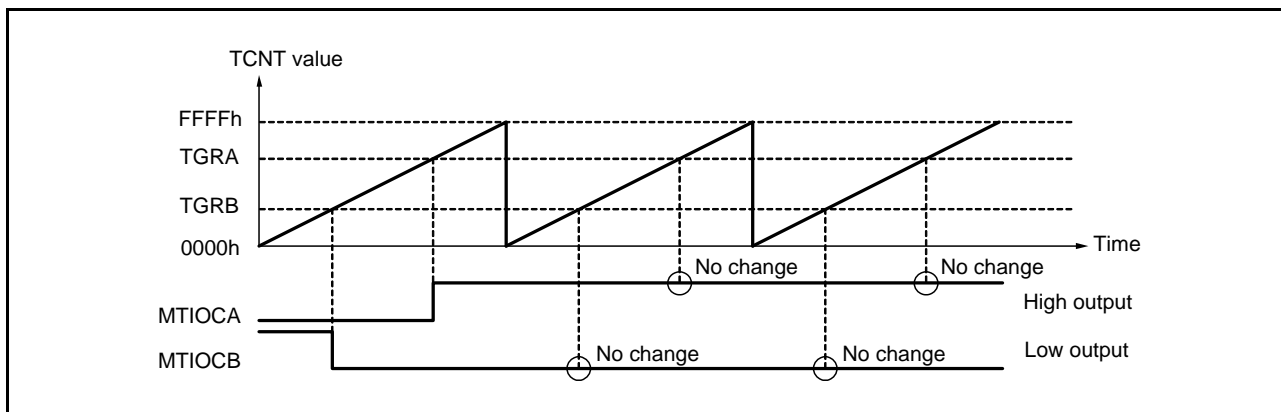 TCNT value
FFFFh
TGRA
TGRB
0000h
Time
No change
No change
High output
MTIOCA
No change
No change
Low output
MTIOCB